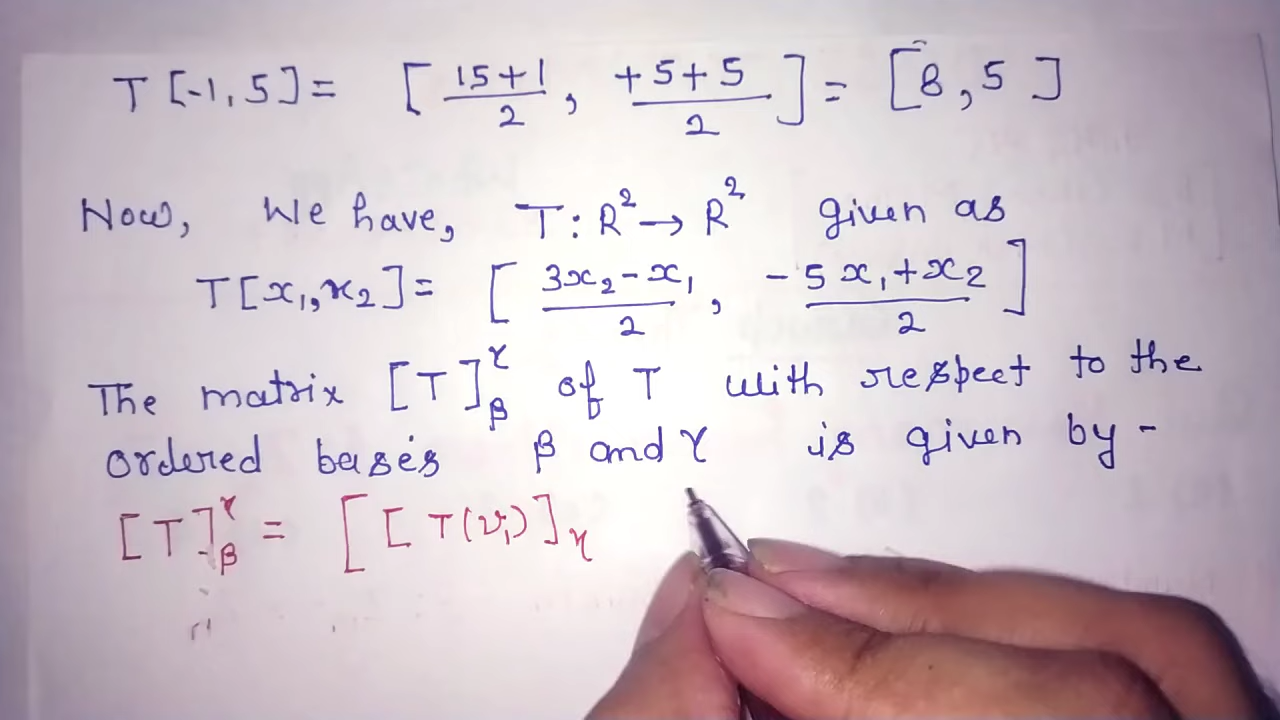 T[-1,5]= [ 15+1/2 , +5+5/2 ] = [8,5]
Now, We have, T: R² → R² given as
T[x₁,x₂]= [ 3x₂-x₁/2 , -5x₁+x₂/2 ]
The matrix [T]ᵧ^β of T with respect to the
ordered bases β and γ is given by-
[T]^γ_β = [[T(v₁)]_γ